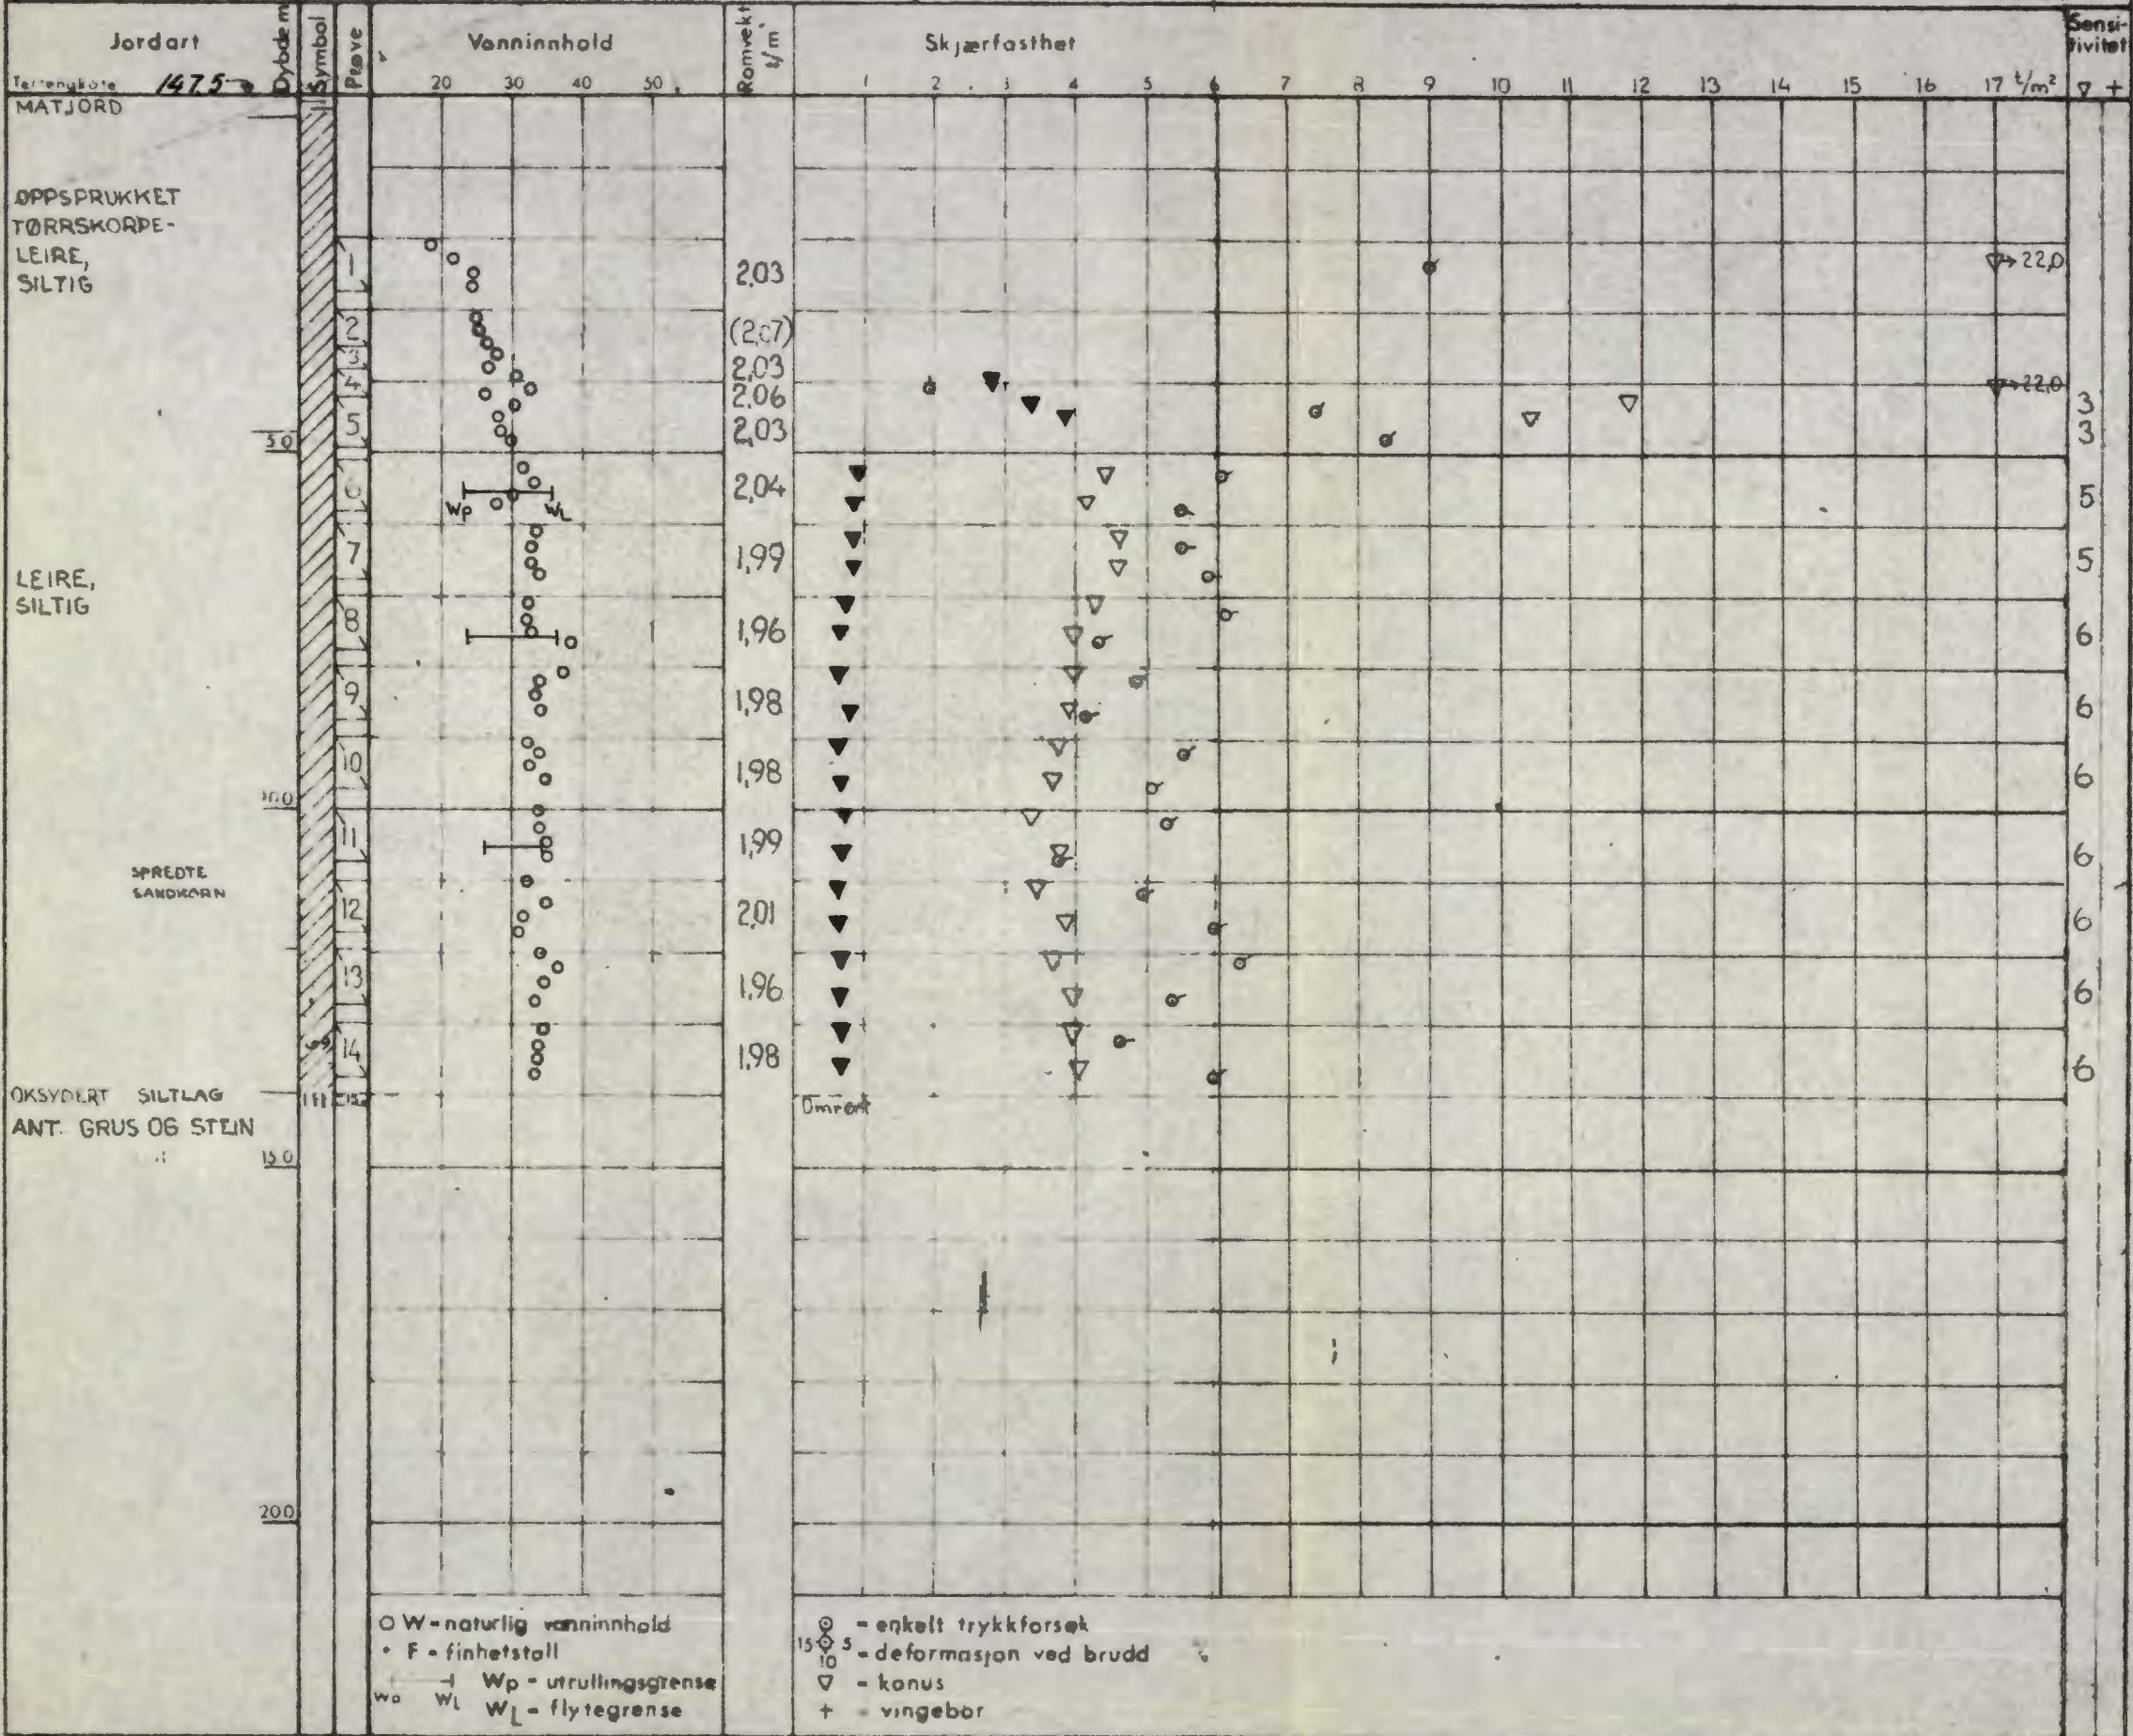 Jordart
Dybde m
Symbol
Prøve
Vanninnhold
Romvekt t/m
Skjærfasthet
Sensi-
tivitet
Terrengkote 147.5
20 30 40 50
1 2 3 4 5 6 7 8 9 10 11 12 13 14 15 16 17 t/m²
▽ +
MATJORD
OPPSPRUKKET
TØRRSKORPE-
LEIRE,
SILTIG
1
2,03
22,0
2
(2,07)
3
2,03
4
2,06
22,0
3
5
2,03
3
5.0
6
2,04
5
Wp WL
7
1,99
5
LEIRE,
SILTIG
8
1,96
6
9
1,98
6
10
1,98
6
10.0
11
1,99
6
SPREDTE
SANDKORN
12
2,01
6
13
1,96
6
14
1,98
6
OKSYDERT SILTLAG
Omrørt
ANT. GRUS OG STEIN
15.0
20.0
O W - naturlig vanninnhold
• F = finhetstall
Wp - utrullingsgrense
Wp WL
WL - flytegrense
= enkelt trykkforsøk
15 5 = deformasjon ved brudd
10
▽ = konus
+ = vingebor